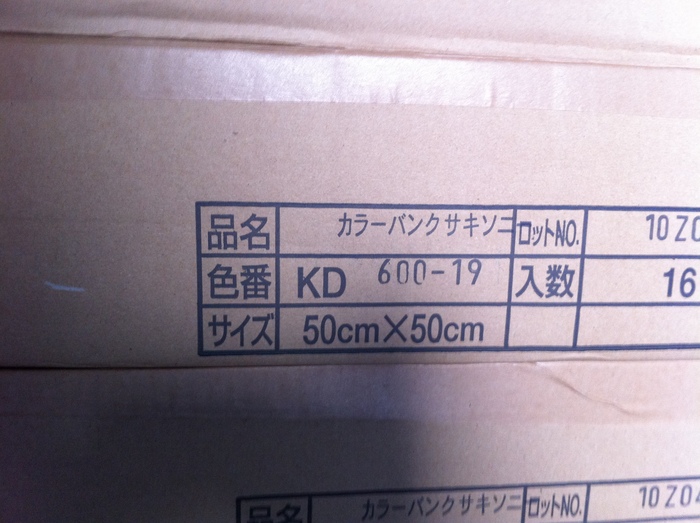 品名 カラーバンクサキソニ ロットNO. 10Z0
色番 KD 600-19 入数 16
サイズ 50cm×50cm
品名 カラーバンクサキソニ ロットNO. 10Z04